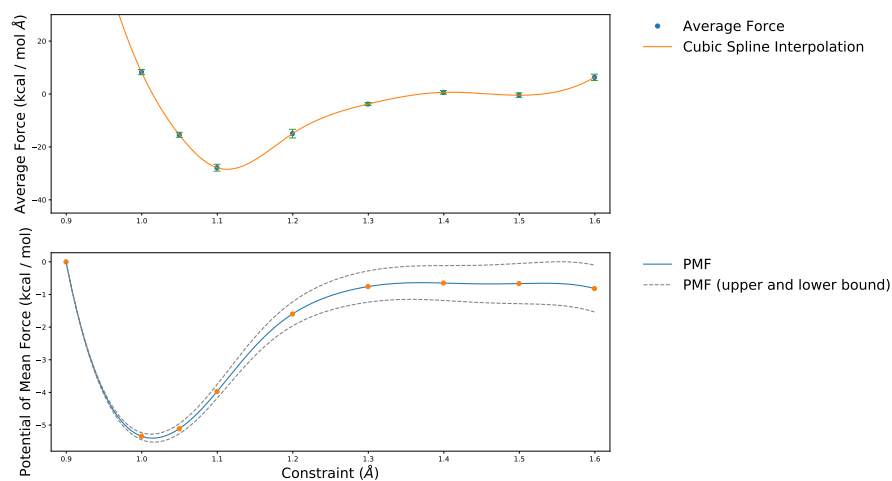 Average Force (kcal / mol Å)
20
0
−20
−40
0.9 1.0 1.1 1.2 1.3 1.4 1.5 1.6
Average Force
Cubic Spline Interpolation
Potential of Mean Force (kcal / mol)
0
−1
−2
−3
−4
−5
0.9 1.0 1.1 1.2 1.3 1.4 1.5 1.6
Constraint (Å)
PMF
PMF (upper and lower bound)